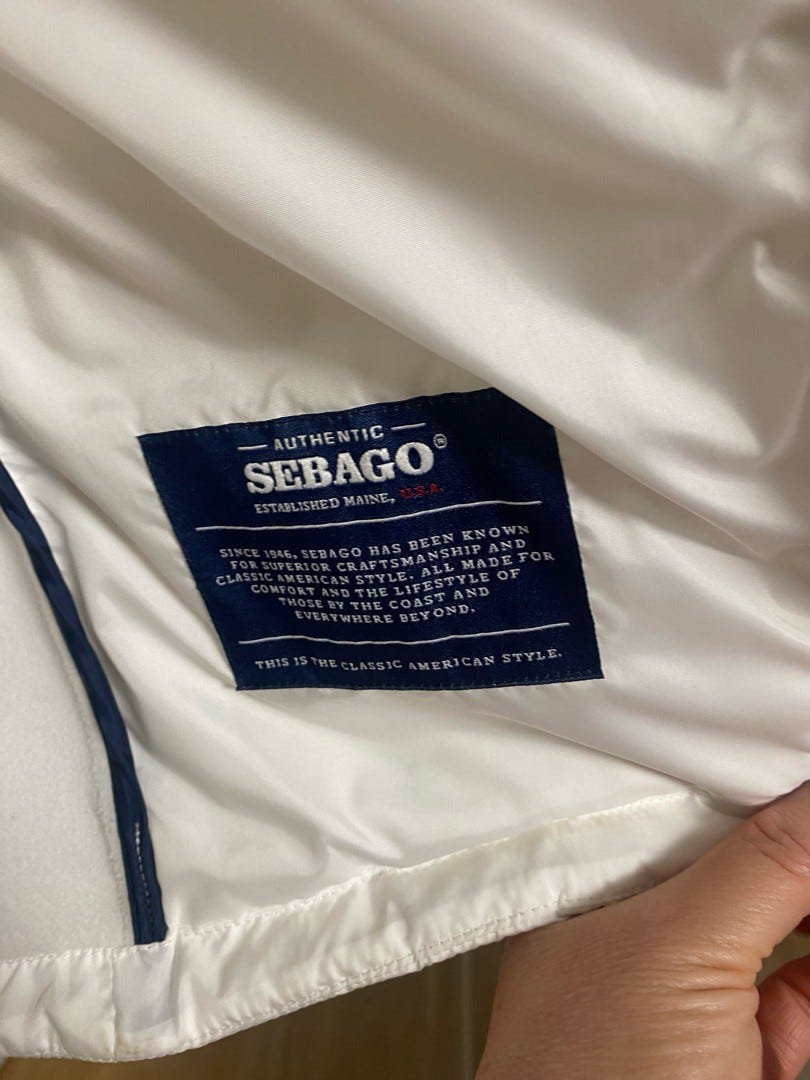 AUTHENTIC
SEBAGO®
ESTABLISHED MAINE, U.S.A.
SINCE 1946, SEBAGO HAS BEEN KNOWN
FOR SUPERIOR CRAFTSMANSHIP AND
CLASSIC AMERICAN STYLE. ALL MADE FOR
COMFORT AND THE LIFESTYLE OF
THOSE BY THE COAST AND
EVERYWHERE BEYOND.
THIS IS THE CLASSIC AMERICAN STYLE.